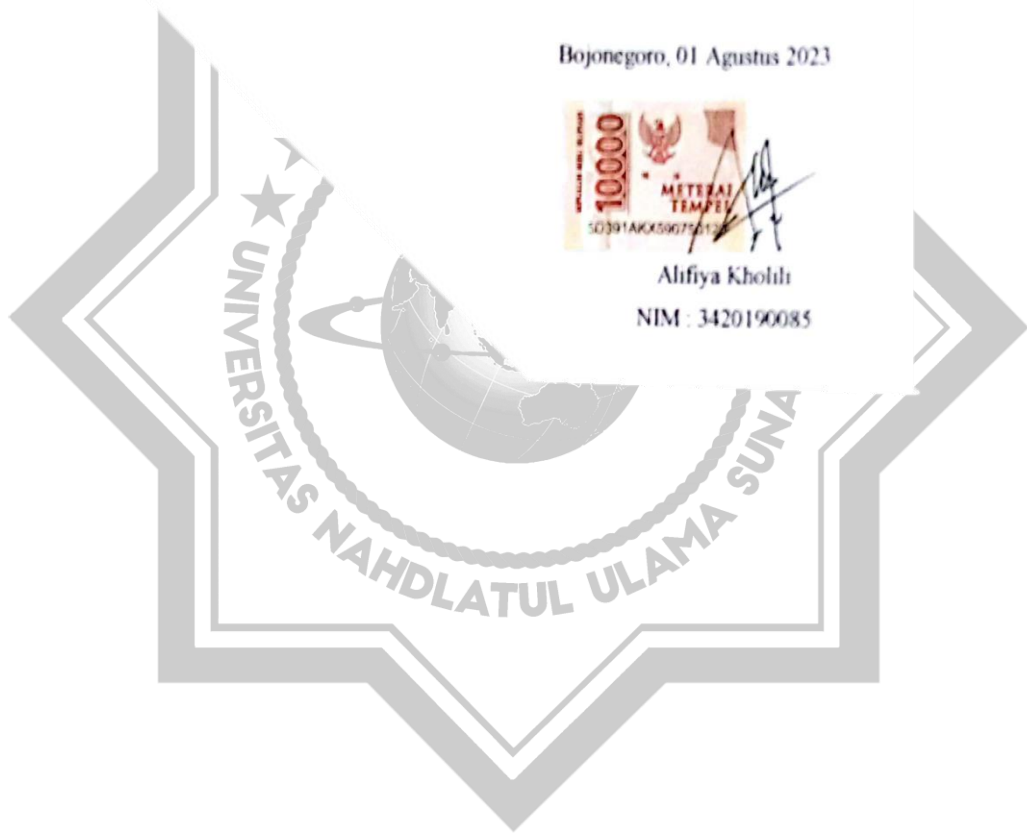 Bojonegoro, 01 Agustus 2023
10000
METERAI
TEMPEL
Alifiya Kholili
NIM : 3420190085
UNIVERSITAS NAHDLATUL ULAMA SUNA